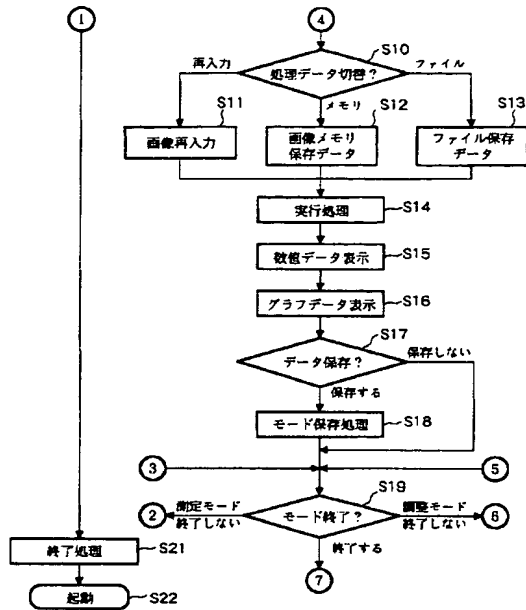 1
4
S10
再入力
処理データ切替?
ファイル
メモリ
S11
S12
S13
画像再入力
画像メモリ
保存データ
ファイル保存
データ
実行処理
S14
数値データ表示
S15
グラフデータ表示
S16
S17
データ保存?
保存しない
保存する
モード保存処理
S18
3
5
S19
2
測定モード
終了しない
モード終了?
調整モード
終了しない
6
終了する
7
終了処理
S21
起動
S22